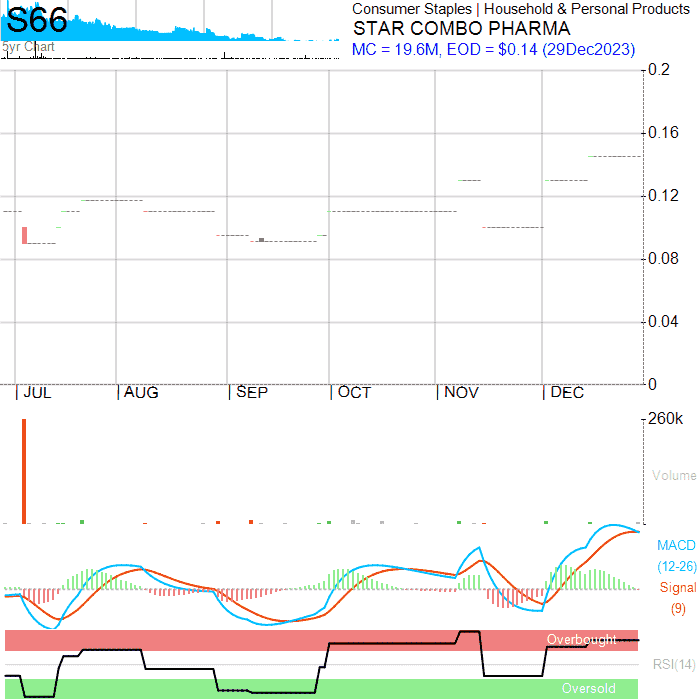 S66
5yr Chart
Consumer Staples | Household & Personal Products
STAR COMBO PHARMA
MC = 19.6M, EOD = $0.14 (29Dec2023)
0.2
0.16
0.12
0.08
0.04
0
| JUL | AUG | SEP | OCT | NOV | DEC
260k
Volume
MACD
(12-26)
Signal
(9)
Overbought
RSI(14)
Oversold